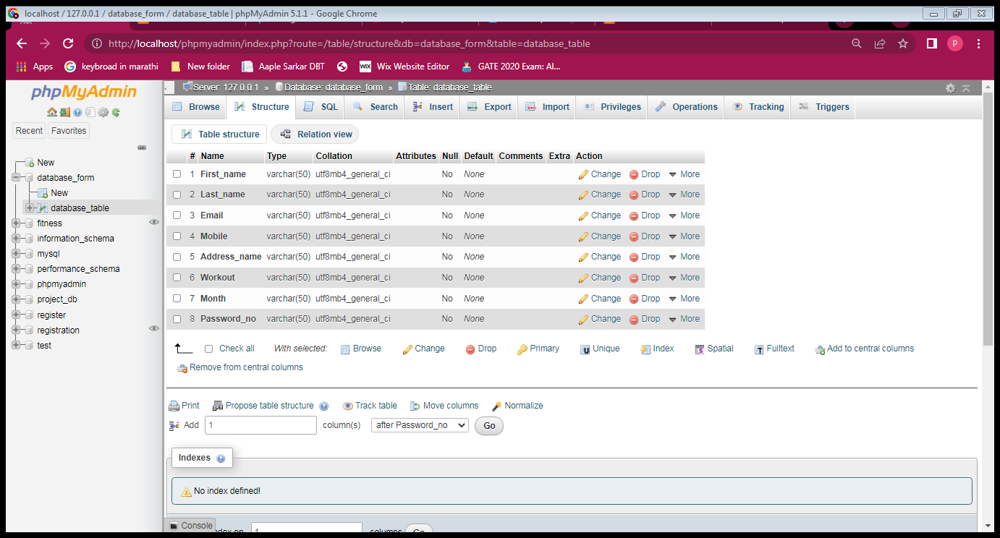 localhost / 127.0.0.1 / database_form / database_table | phpMyAdmin 5.1.1 - Google Chrome
http://localhost/phpmyadmin/index.php?route=/table/structure&db=database_form&table=database_table
P
Apps keybroad in marathi New folder Aaple Sarkar DBT WIX Wix Website Editor GATE 2020 Exam: AI...
phpMyAdmin
Recent Favorites
New
database_form
New
database_table
fitness
information_schema
mysql
performance_schema
phpmyadmin
project_db
register
registration
test
Server: 127.0.0.1 » Database: database_form » Table: database_table
Browse Structure SQL Search Insert Export Import Privileges Operations Tracking Triggers
Table structure Relation view
# Name Type Collation Attributes Null Default Comments Extra Action
1 First_name varchar(50) utf8mb4_general_ci No None Change Drop More
2 Last_name varchar(50) utf8mb4_general_ci No None Change Drop More
3 Email varchar(50) utf8mb4_general_ci No None Change Drop More
4 Mobile varchar(50) utf8mb4_general_ci No None Change Drop More
5 Address_name varchar(50) utf8mb4_general_ci No None Change Drop More
6 Workout varchar(50) utf8mb4_general_ci No None Change Drop More
7 Month varchar(50) utf8mb4_general_ci No None Change Drop More
8 Password_no varchar(50) utf8mb4_general_ci No None Change Drop More
Check all With selected: Browse Change Drop Primary Unique Index Spatial Fulltext Add to central columns
Remove from central columns
Print Propose table structure Track table Move columns Normalize
Add 1 column(s) after Password_no Go
Indexes
No index defined!
Console
index on 1 columns Go